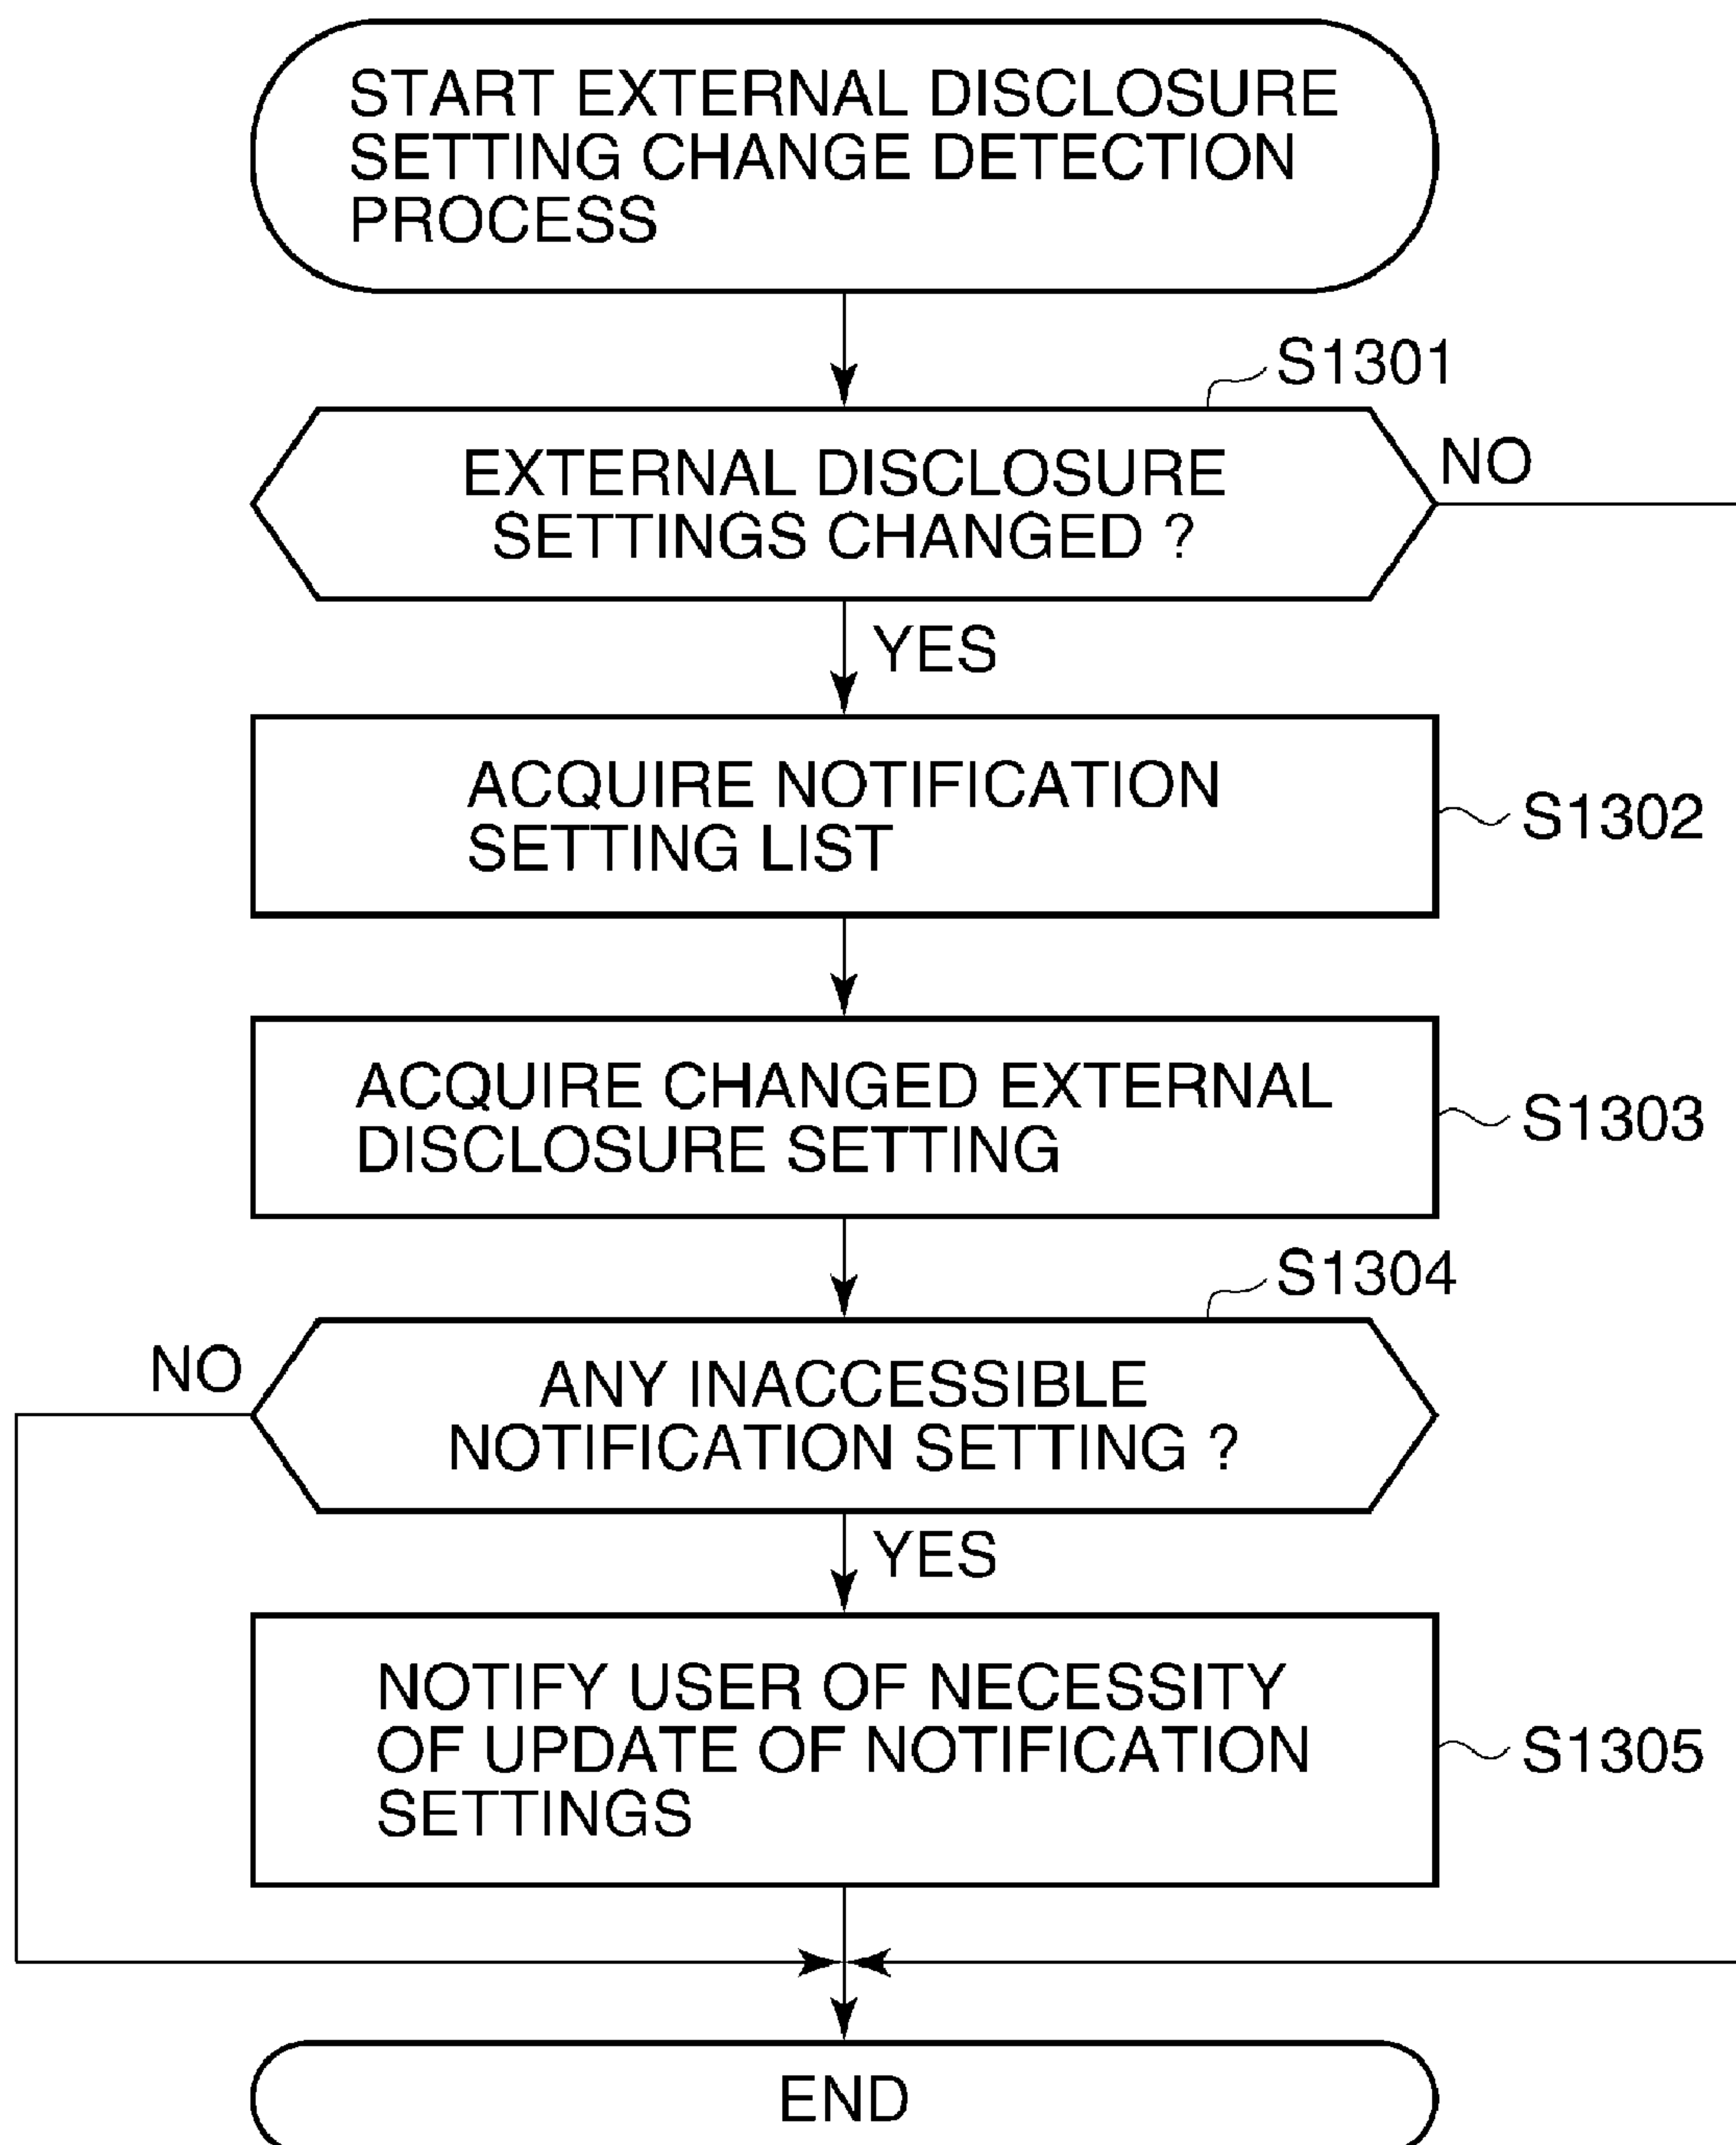 START EXTERNAL DISCLOSURE
SETTING CHANGE DETECTION
PROCESS
S1301
EXTERNAL DISCLOSURE
SETTINGS CHANGED ?
NO
YES
ACQUIRE NOTIFICATION
SETTING LIST
S1302
ACQUIRE CHANGED EXTERNAL
DISCLOSURE SETTING
S1303
S1304
NO
ANY INACCESSIBLE
NOTIFICATION SETTING ?
YES
NOTIFY USER OF NECESSITY
OF UPDATE OF NOTIFICATION
SETTINGS
S1305
END